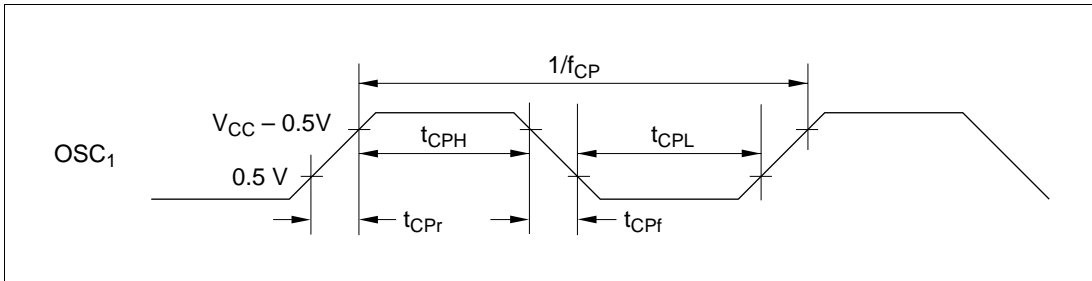 1/fCP
VCC – 0.5V
tCPH
tCPL
OSC1
0.5 V
tCPr
tCPf